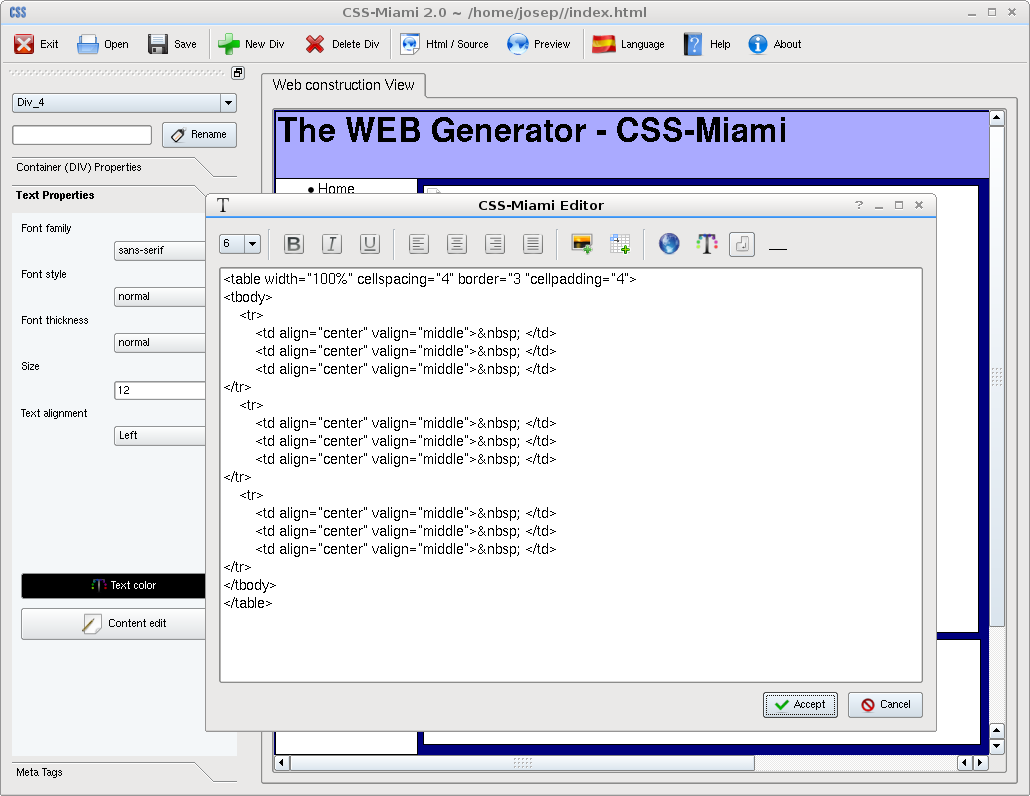 CSS
CSS-Miami 2.0 ~ /home/josep//index.html
Exit Open Save New Div Delete Div Html / Source Preview Language Help About
Div_4
Rename
Container (DIV) Properties
Text Properties
Font family
sans-serif
Font style
normal
Font thickness
normal
Size
12
Text alignment
Left
Text color
Content edit
Meta Tags
Web construction View
The WEB Generator - CSS-Miami
Home
T CSS-Miami Editor
6 B I U T
<table width="100%" cellspacing="4" border="3 "cellpadding="4">
<tbody>
<tr>
<td align="center" valign="middle">&nbsp; </td>
<td align="center" valign="middle">&nbsp; </td>
<td align="center" valign="middle">&nbsp; </td>
</tr>
<tr>
<td align="center" valign="middle">&nbsp; </td>
<td align="center" valign="middle">&nbsp; </td>
<td align="center" valign="middle">&nbsp; </td>
</tr>
<tr>
<td align="center" valign="middle">&nbsp; </td>
<td align="center" valign="middle">&nbsp; </td>
<td align="center" valign="middle">&nbsp; </td>
</tr>
</tbody>
</table>
Accept Cancel